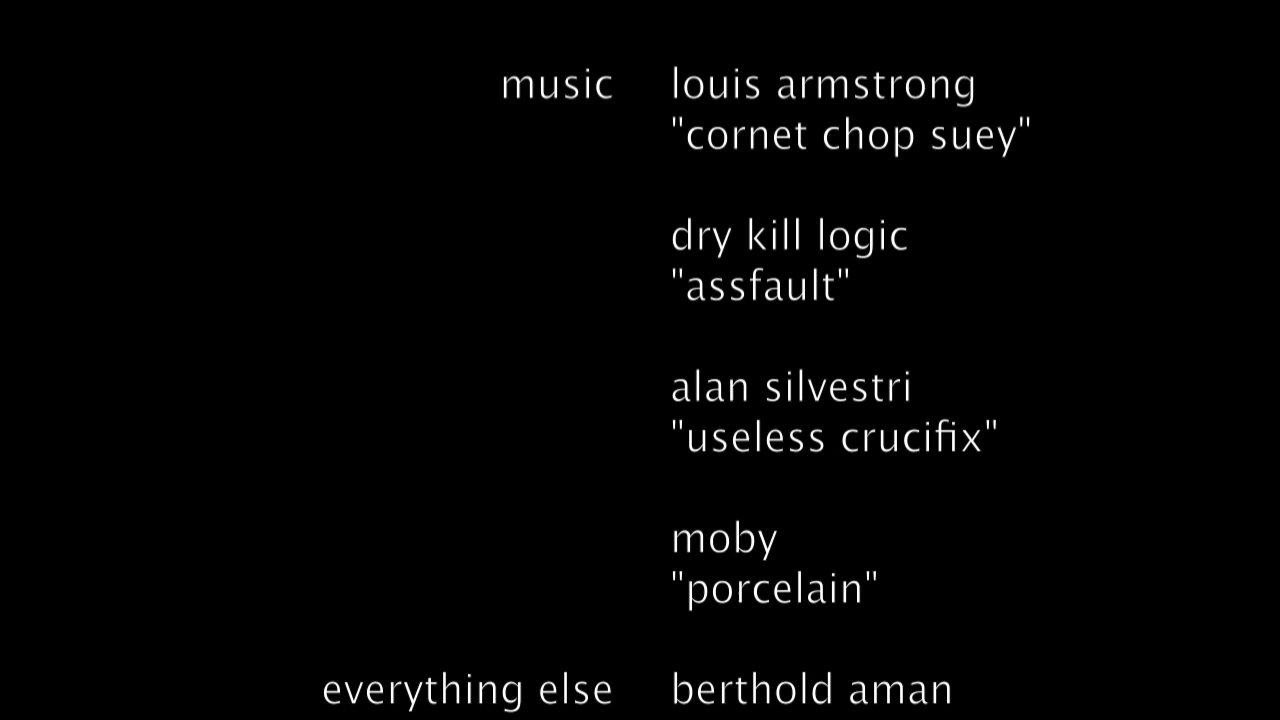 music louis armstrong
"cornet chop suey"
dry kill logic
"assfault"
alan silvestri
"useless crucifix"
moby
"porcelain"
everything else berthold aman